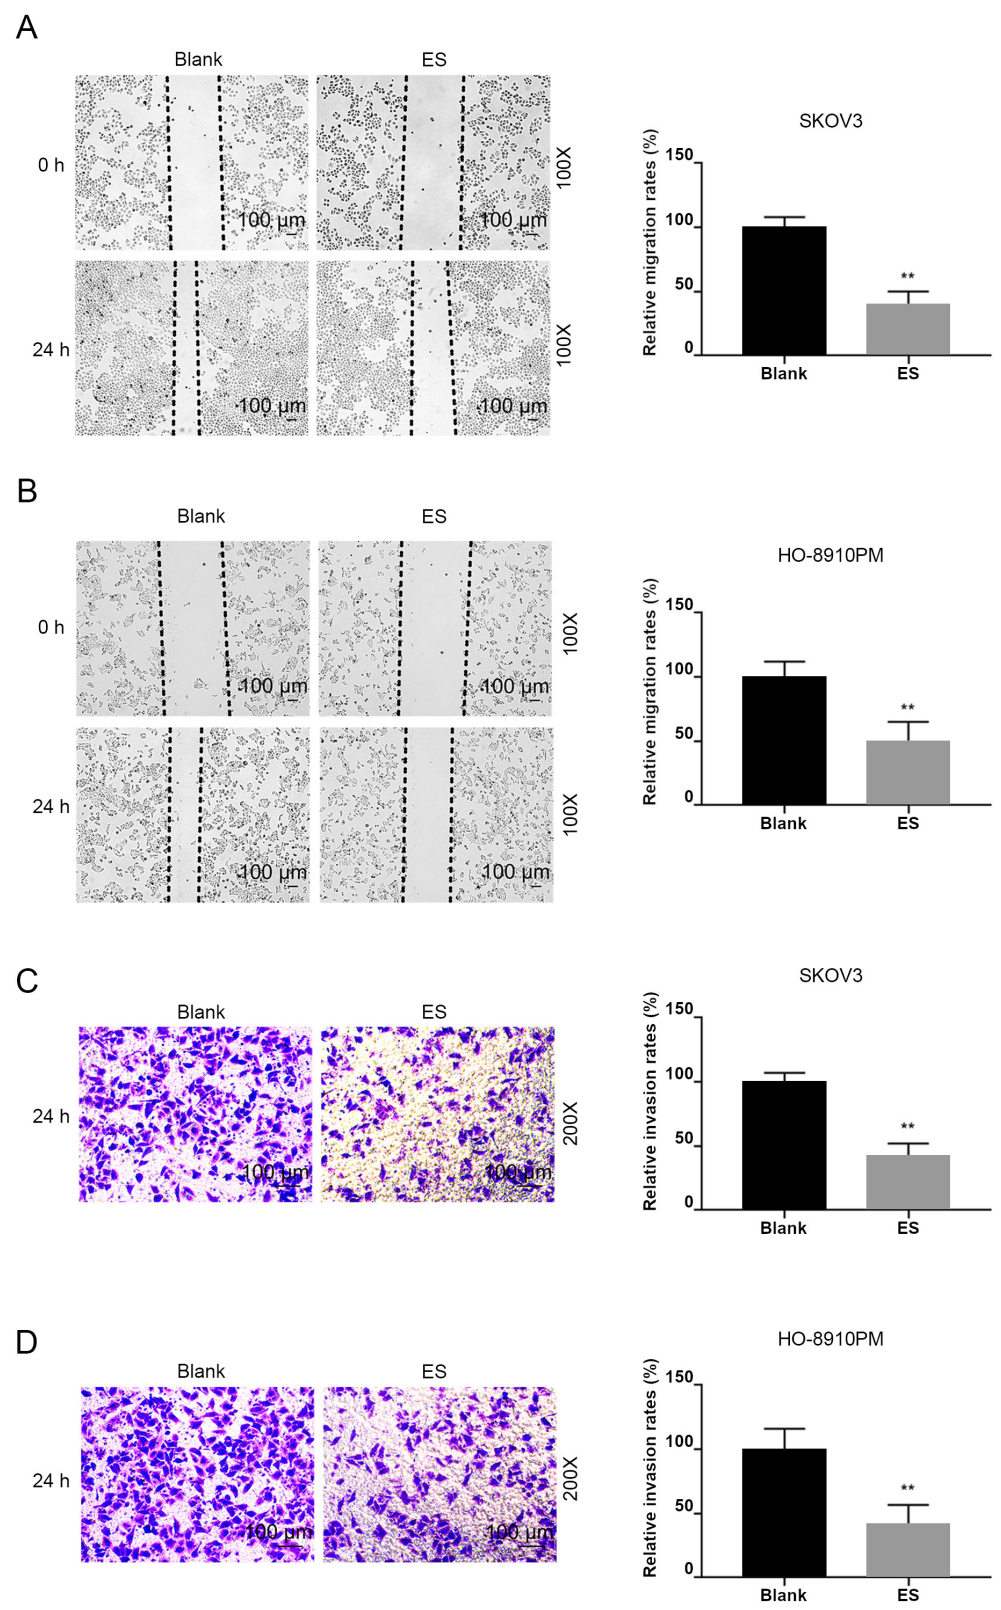 A
Blank ES
0 h
100 µm 100 µm
100X
24 h
100 µm 100 µm
100X
SKOV3
Relative migration rates (%)
150
100
50
0
**
Blank ES
B
Blank ES
0 h
100 µm 100 µm
100X
24 h
100 µm 100 µm
100X
HO-8910PM
Relative migration rates (%)
150
100
50
0
**
Blank ES
C
Blank ES
24 h
100 µm 100 µm
200X
SKOV3
Relative invasion rates (%)
150
100
50
0
**
Blank ES
D
Blank ES
24 h
100 µm 100 µm
200X
HO-8910PM
Relative invasion rates (%)
150
100
50
0
**
Blank ES